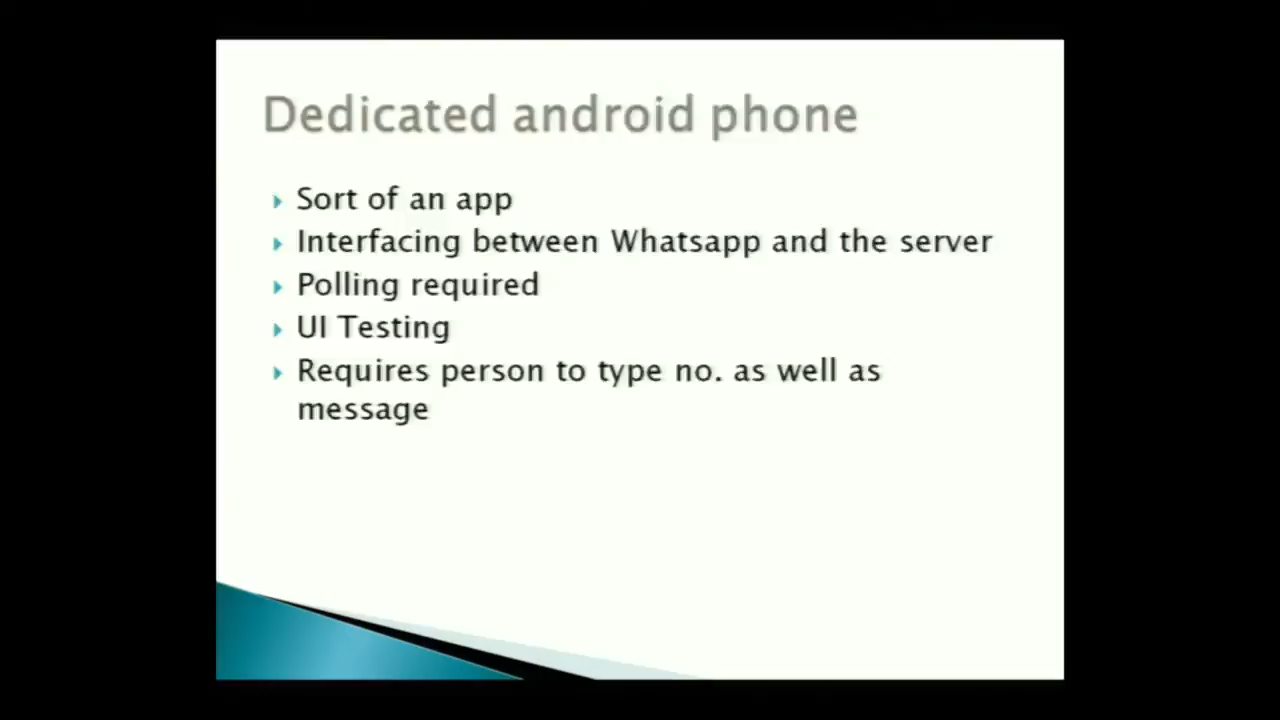 Dedicated android phone
Sort of an app
Interfacing between Whatsapp and the server
Polling required
UI Testing
Requires person to type no. as well as
message